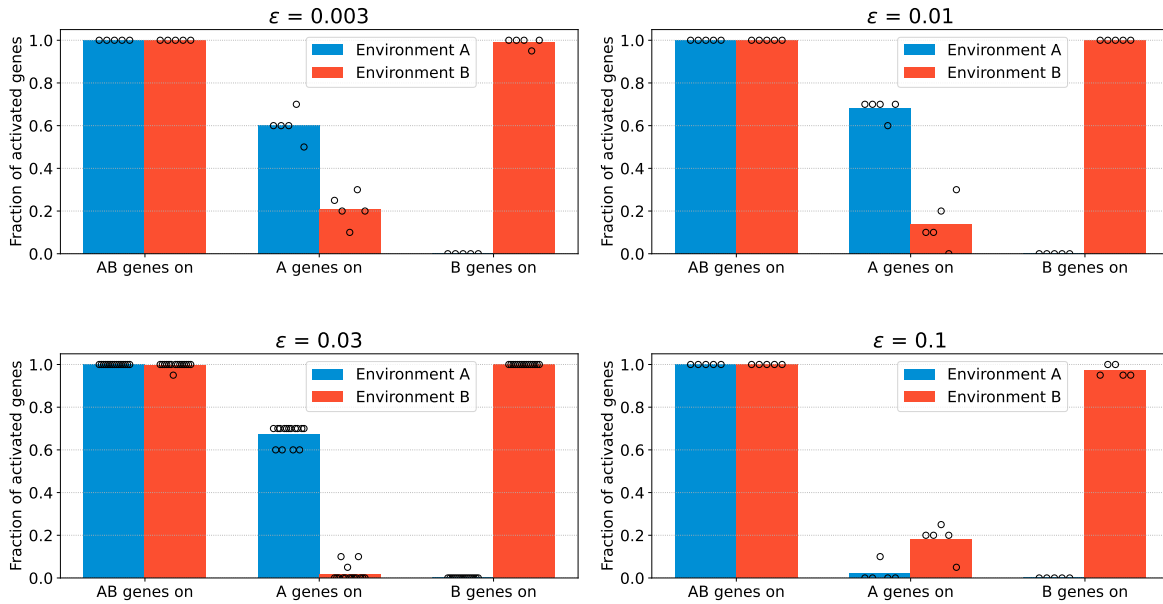 ε = 0.003
Fraction of activated genes
1.0
0.8
0.6
0.4
0.2
0.0
Environment A
Environment B
AB genes on
A genes on
B genes on
ε = 0.01
Fraction of activated genes
1.0
0.8
0.6
0.4
0.2
0.0
Environment A
Environment B
AB genes on
A genes on
B genes on
ε = 0.03
Fraction of activated genes
1.0
0.8
0.6
0.4
0.2
0.0
Environment A
Environment B
AB genes on
A genes on
B genes on
ε = 0.1
Fraction of activated genes
1.0
0.8
0.6
0.4
0.2
0.0
Environment A
Environment B
AB genes on
A genes on
B genes on